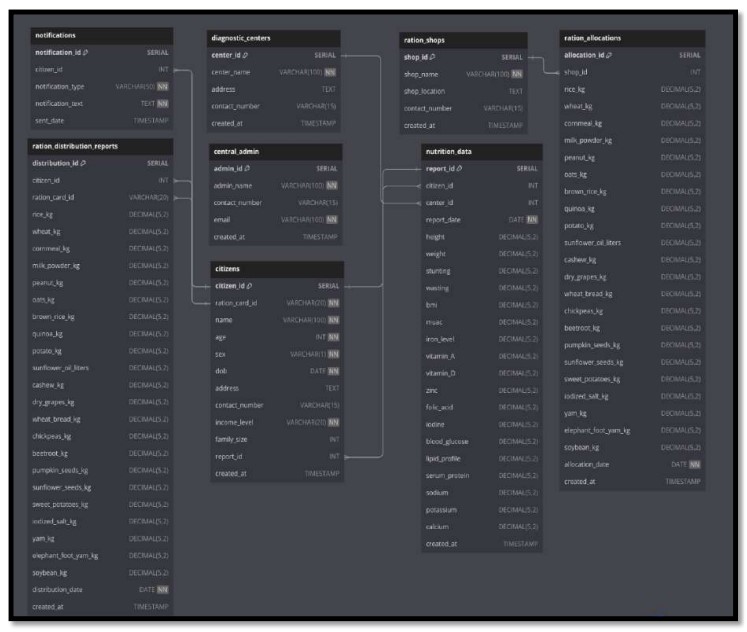 notifications
notification_id SERIAL
citizen_id INT
notification_type VARCHAR(50) NN
notification_text TEXT NN
sent_date TIMESTAMP
ration_distribution_reports
distribution_id SERIAL
citizen_id INT
ration_card_id VARCHAR(20)
rice_kg DECIMAL(5,2)
wheat_kg DECIMAL(5,2)
cornmeal_kg DECIMAL(5,2)
milk_powder_kg DECIMAL(5,2)
peanut_kg DECIMAL(5,2)
oats_kg DECIMAL(5,2)
brown_rice_kg DECIMAL(5,2)
quinoa_kg DECIMAL(5,2)
potato_kg DECIMAL(5,2)
sunflower_oil_liters DECIMAL(5,2)
cashew_kg DECIMAL(5,2)
dry_grapes_kg DECIMAL(5,2)
wheat_bread_kg DECIMAL(5,2)
chickpeas_kg DECIMAL(5,2)
beetroot_kg DECIMAL(5,2)
pumpkin_seeds_kg DECIMAL(5,2)
sunflower_seeds_kg DECIMAL(5,2)
sweet_potatoes_kg DECIMAL(5,2)
iodized_salt_kg DECIMAL(5,2)
yam_kg DECIMAL(5,2)
elephant_foot_yam_kg DECIMAL(5,2)
soybean_kg DECIMAL(5,2)
distribution_date DATE NN
created_at TIMESTAMP
diagnostic_centers
center_id SERIAL
center_name VARCHAR(100) NN
address TEXT
contact_number VARCHAR(15)
created_at TIMESTAMP
central_admin
admin_id SERIAL
admin_name VARCHAR(100) NN
contact_number VARCHAR(15)
email VARCHAR(100) NN
created_at TIMESTAMP
citizens
citizen_id SERIAL
ration_card_id VARCHAR(20) NN
name VARCHAR(100) NN
age INT NN
sex VARCHAR(1) NN
dob DATE NN
address TEXT
contact_number VARCHAR(15)
income_level VARCHAR(20) NN
family_size INT
report_id INT
created_at TIMESTAMP
ration_shops
shop_id SERIAL
shop_name VARCHAR(100) NN
shop_location TEXT
contact_number VARCHAR(15)
created_at TIMESTAMP
nutrition_data
report_id SERIAL
citizen_id INT
center_id INT
report_date DATE NN
height DECIMAL(5,2)
weight DECIMAL(5,2)
stunting DECIMAL(5,2)
wasting DECIMAL(5,2)
bmi DECIMAL(5,2)
muac DECIMAL(5,2)
iron_level DECIMAL(5,2)
vitamin_A DECIMAL(5,2)
vitamin_D DECIMAL(5,2)
zinc DECIMAL(5,2)
folic_acid DECIMAL(5,2)
iodine DECIMAL(5,2)
blood_glucose DECIMAL(5,2)
lipid_profile DECIMAL(5,2)
serum_protein DECIMAL(5,2)
sodium DECIMAL(5,2)
potassium DECIMAL(5,2)
calcium DECIMAL(5,2)
created_at TIMESTAMP
ration_allocations
allocation_id SERIAL
shop_id INT
rice_kg DECIMAL(5,2)
wheat_kg DECIMAL(5,2)
cornmeal_kg DECIMAL(5,2)
milk_powder_kg DECIMAL(5,2)
peanut_kg DECIMAL(5,2)
oats_kg DECIMAL(5,2)
brown_rice_kg DECIMAL(5,2)
quinoa_kg DECIMAL(5,2)
potato_kg DECIMAL(5,2)
sunflower_oil_liters DECIMAL(5,2)
cashew_kg DECIMAL(5,2)
dry_grapes_kg DECIMAL(5,2)
wheat_bread_kg DECIMAL(5,2)
chickpeas_kg DECIMAL(5,2)
beetroot_kg DECIMAL(5,2)
pumpkin_seeds_kg DECIMAL(5,2)
sunflower_seeds_kg DECIMAL(5,2)
sweet_potatoes_kg DECIMAL(5,2)
iodized_salt_kg DECIMAL(5,2)
yam_kg DECIMAL(5,2)
elephant_foot_yam_kg DECIMAL(5,2)
soybean_kg DECIMAL(5,2)
allocation_date DATE NN
created_at TIMESTAMP